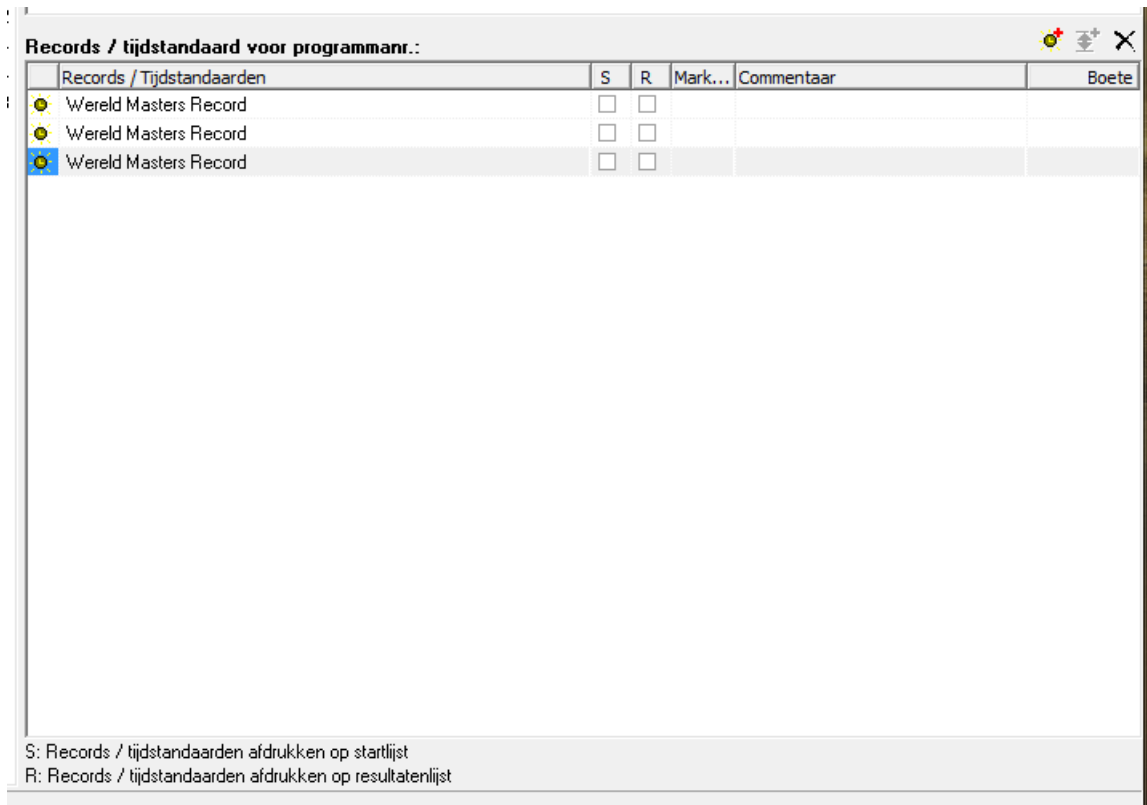 Records / tijdstandaard voor programmanr.:
Records / Tijdstandaarden S R Mark... Commentaar Boete
Wereld Masters Record
Wereld Masters Record
Wereld Masters Record
S: Records / tijdstandaarden afdrukken op startlijst
R: Records / tijdstandaarden afdrukken op resultatenlijst